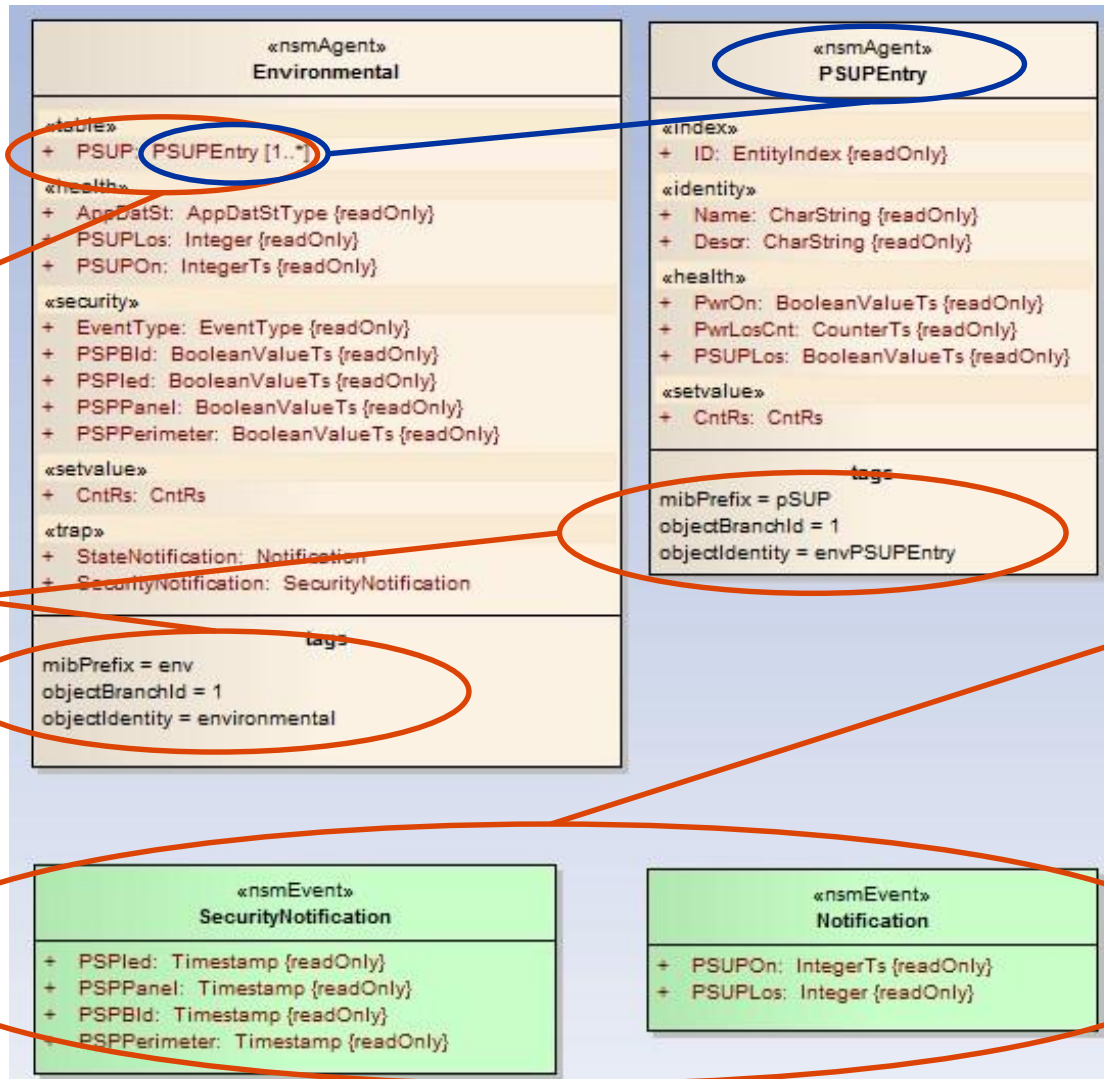 «nsmAgent»
Environmental
«table»
+ PSUP: PSUPEntry [1..*]
«health»
+ AppDatSt: AppDatStType {readOnly}
+ PSUPLos: Integer {readOnly}
+ PSUPOn: IntegerTs {readOnly}
«security»
+ EventType: EventType {readOnly}
+ PSPBld: BooleanValueTs {readOnly}
+ PSPIed: BooleanValueTs {readOnly}
+ PSPPanel: BooleanValueTs {readOnly}
+ PSPPerimeter: BooleanValueTs {readOnly}
«setvalue»
+ CntRs: CntRs
«trap»
+ StateNotification: Notification
+ SecurityNotification: SecurityNotification
tags
mibPrefix = env
objectBranchId = 1
objectIdentity = environmental
«nsmAgent»
PSUPEntry
«index»
+ ID: EntityIndex {readOnly}
«identity»
+ Name: CharString {readOnly}
+ Descr: CharString {readOnly}
«health»
+ PwrOn: BooleanValueTs {readOnly}
+ PwrLosCnt: CounterTs {readOnly}
+ PSUPLos: BooleanValueTs {readOnly}
«setvalue»
+ CntRs: CntRs
tags
mibPrefix = pSUP
objectBranchId = 1
objectIdentity = envPSUPEntry
«nsmEvent»
SecurityNotification
+ PSPIed: Timestamp {readOnly}
+ PSPPanel: Timestamp {readOnly}
+ PSPBld: Timestamp {readOnly}
+ PSPPerimeter: Timestamp {readOnly}
«nsmEvent»
Notification
+ PSUPOn: IntegerTs {readOnly}
+ PSUPLos: Integer {readOnly}